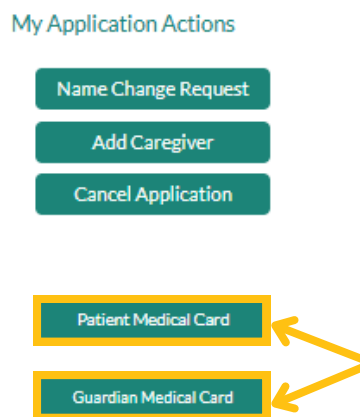 My Application Actions
Name Change Request
Add Caregiver
Cancel Application
Patient Medical Card
Guardian Medical Card